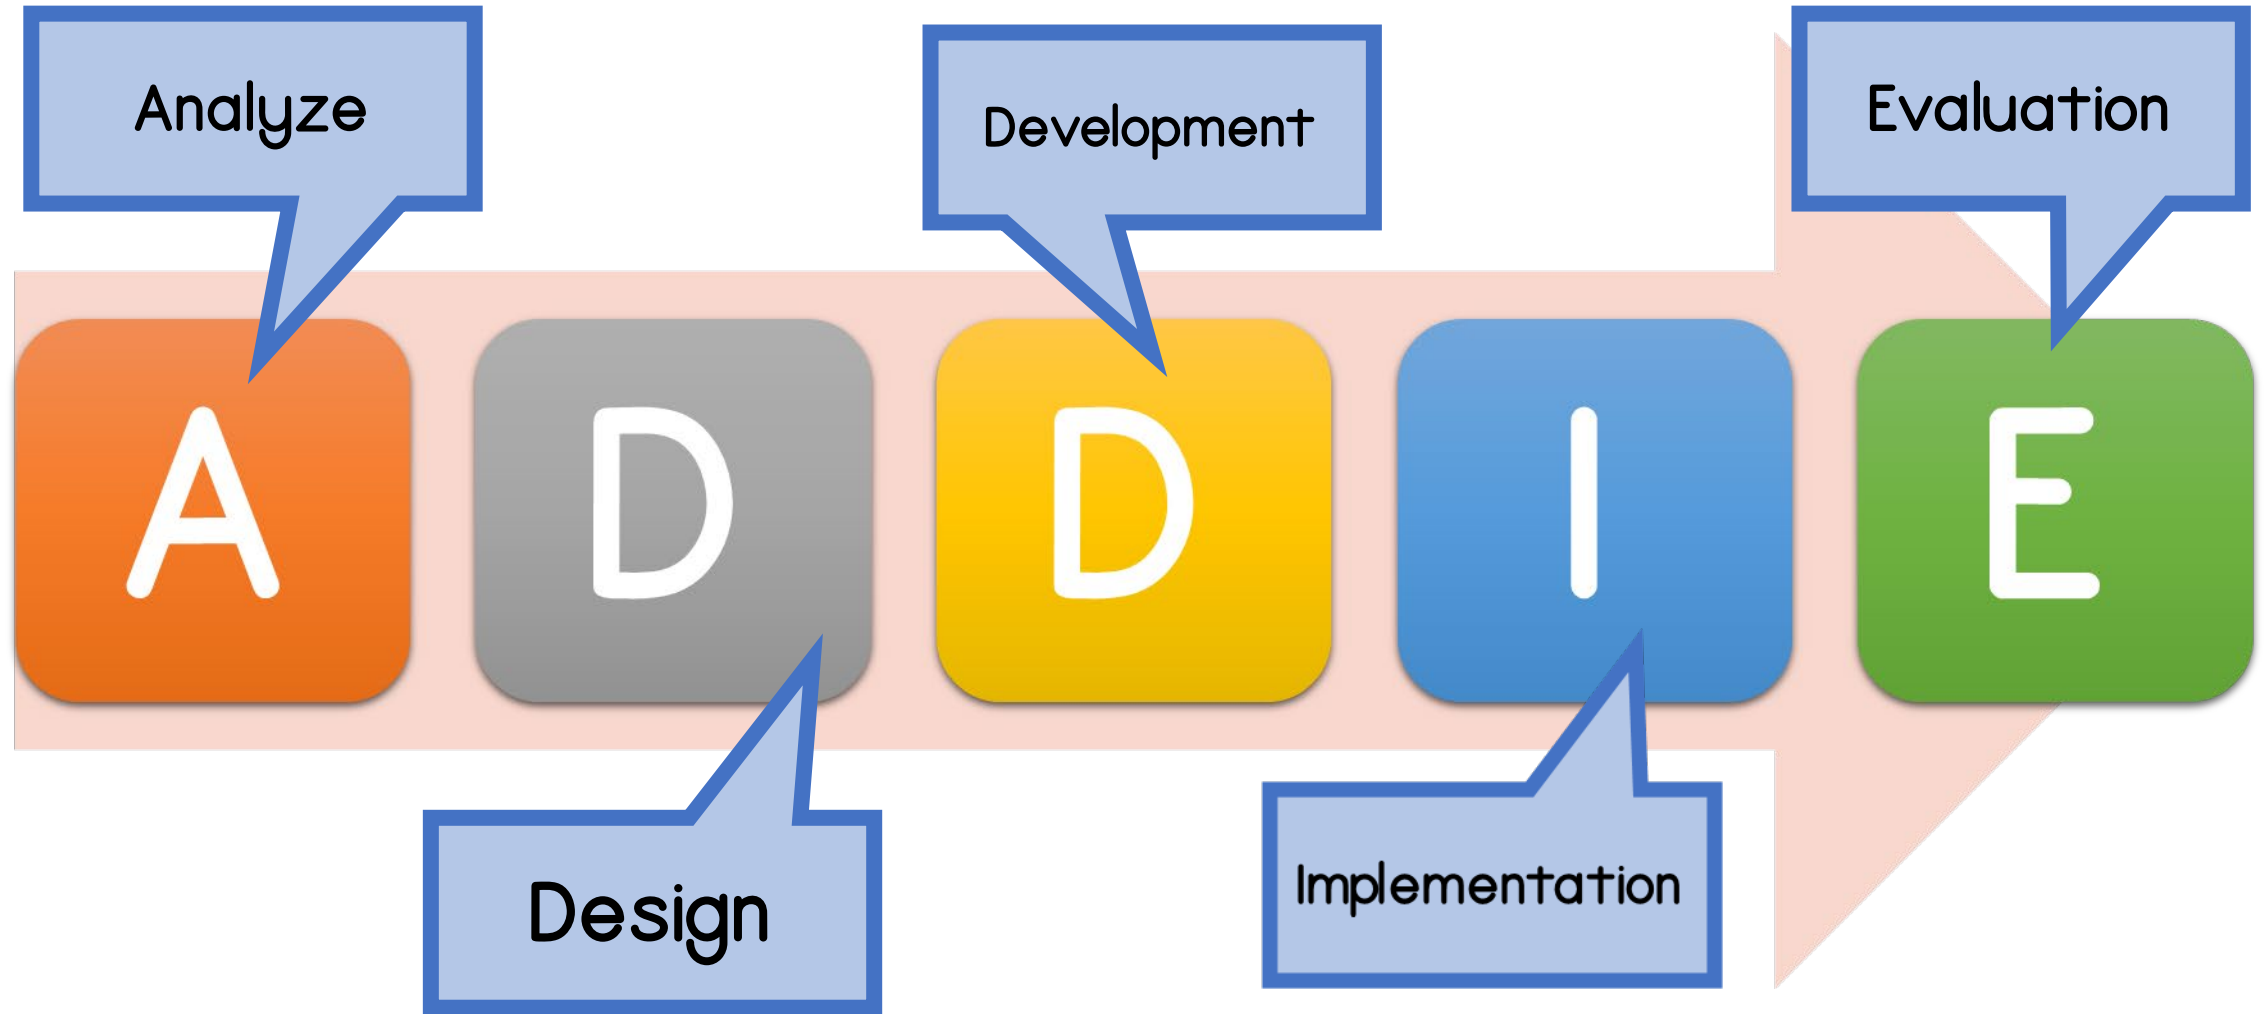 Analyze
Development
Evaluation
A D D I E
Design
Implementation